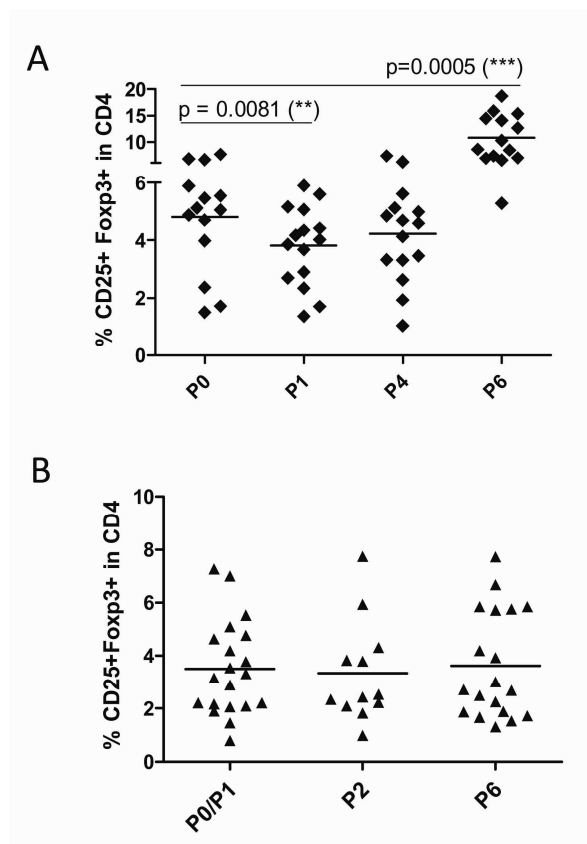 A
p=0.0005 (***)
p = 0.0081 (**)
% CD25+ Foxp3+ in CD4
20
15
10
6
4
2
0
P0
P1
P4
P6
B
% CD25+Foxp3+ in CD4
10
8
6
4
2
0
P0/P1
P2
P6